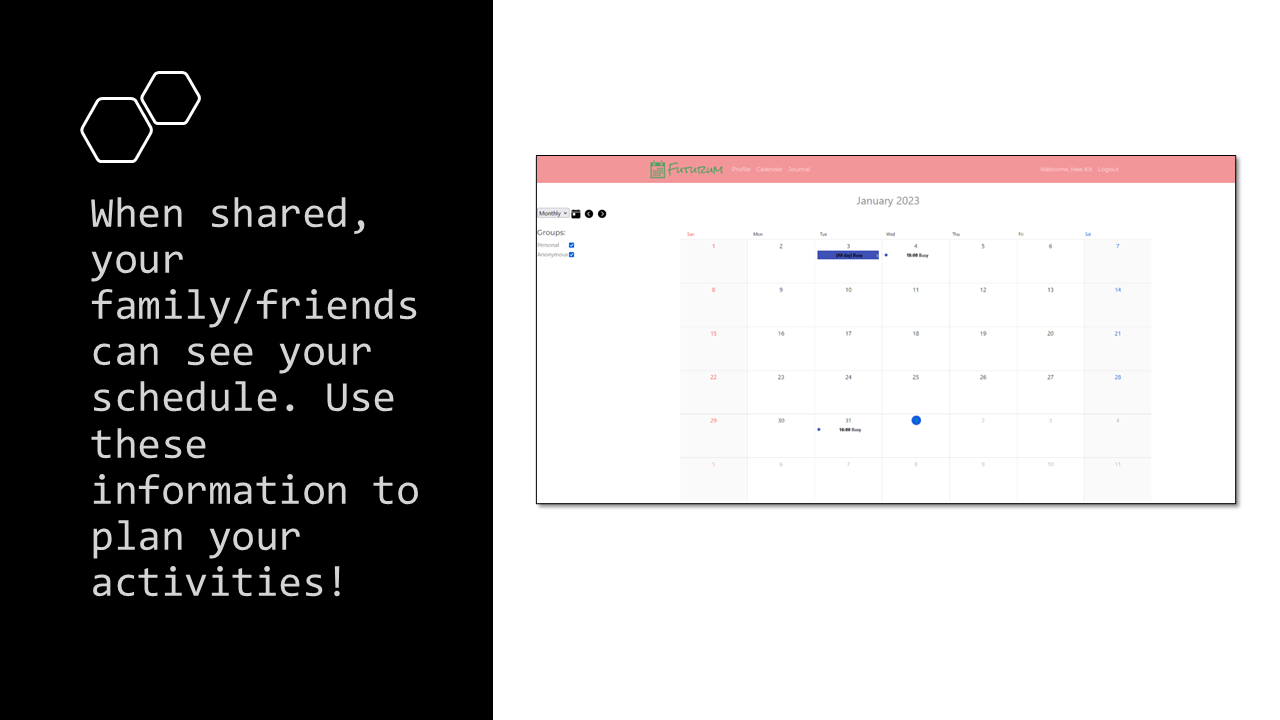 When shared,
your
family/friends
can see your
schedule. Use
these
information to
plan your
activities!
Futurum Profile Calendar Journal Welcome, Hee Kit Logout
January 2023
Monthly
Groups:
Personal
Anonymous
Sun Mon Tue Wed Thu Fri Sat
1 2 3 4 5 6 7
[All day] Busy 10:00 Busy
8 9 10 11 12 13 14
15 16 17 18 19 20 21
22 23 24 25 26 27 28
29 30 31 2 3 4
16:00 Busy
5 6 7 8 9 10 11